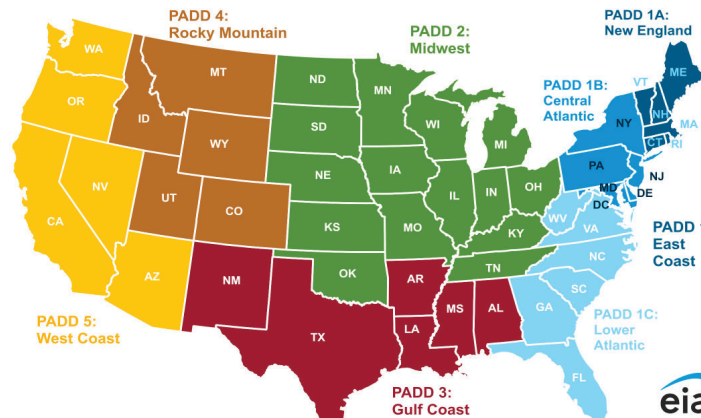 PADD 4:
Rocky Mountain
PADD 2:
Midwest
PADD 1A:
New England
PADD 1B:
Central
Atlantic
WA
MT
ND
MN
ME
VT
NH
OR
ID
WY
SD
WI
MI
NY
MA
CT
RI
NV
UT
CO
NE
IA
IL
IN
OH
PA
NJ
MD
DE
DC
CA
KS
MO
KY
WV
VA
PADD 1
East
Coast
AZ
NM
OK
AR
TN
NC
SC
TX
LA
MS
AL
GA
FL
PADD 5:
West Coast
PADD 1C:
Lower
Atlantic
PADD 3:
Gulf Coast
eia